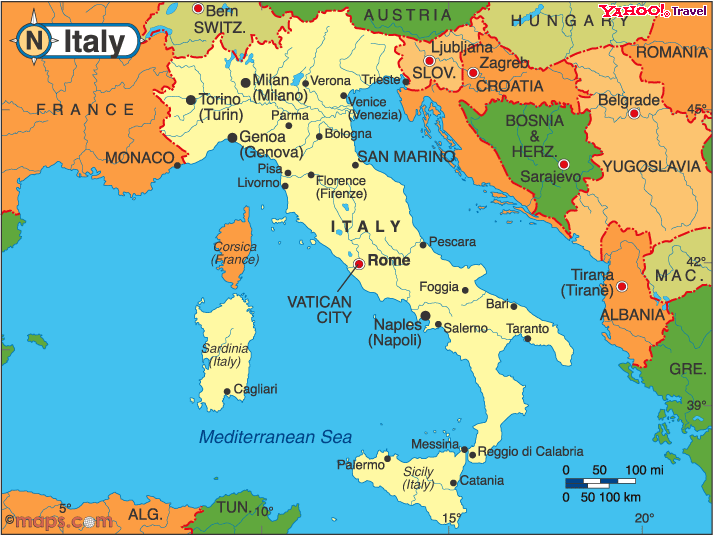 N
Italy
YAHOO! Travel
Bern
SWITZ.
AUSTRIA
HUNGARY
ROMANIA
Ljubljana
SLOV.
Zagreb
CROATIA
Belgrade
45°
Milan
(Milano)
Verona
Trieste
Torino
(Turin)
Venice
(Venezia)
Parma
FRANCE
Genoa
(Genova)
Bologna
BOSNIA
&
HERZ.
Sarajevo
YUGOSLAVIA
MONACO
SAN MARINO
Pisa
Livorno
Florence
(Firenze)
ITALY
Corsica
(France)
Pescara
Rome
42°
MAC.
Tirana
(Tiranë)
ALBANIA
VATICAN
CITY
Foggia
Bari
Naples
(Napoli)
Salerno
Taranto
Sardinia
(Italy)
GRE.
Cagliari
39°
Mediterranean Sea
Messina
Reggio di Calabria
Palermo
Sicily
(Italy)
Catania
0 50 100 mi
0 50 100 km
5°
©maps.com
ALG.
TUN.
10°
15°
20°